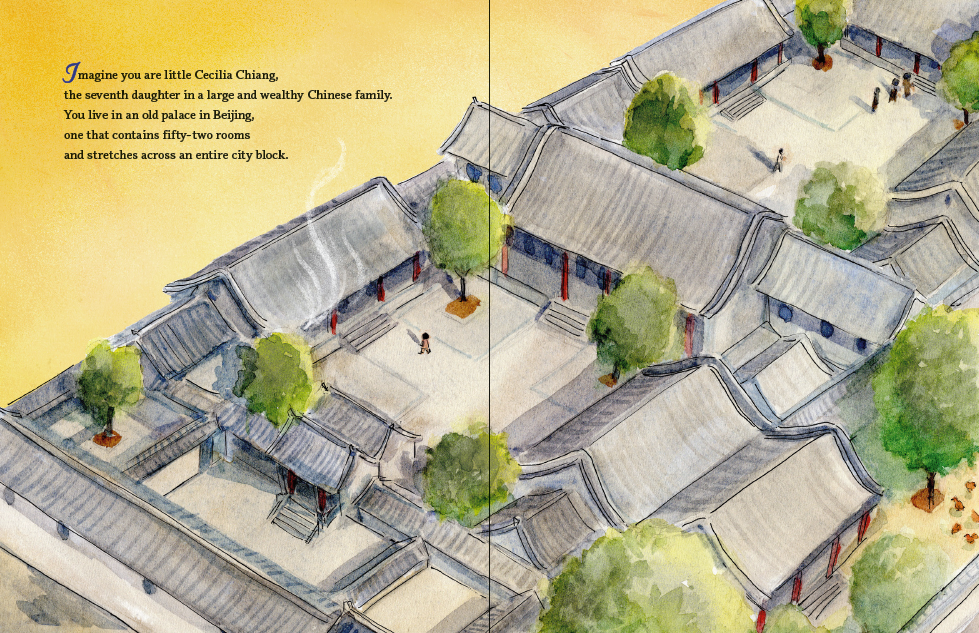 Imagine you are little Cecilia Chiang,
the seventh daughter in a large and wealthy Chinese family.
You live in an old palace in Beijing,
one that contains fifty-two rooms
and stretches across an entire city block.